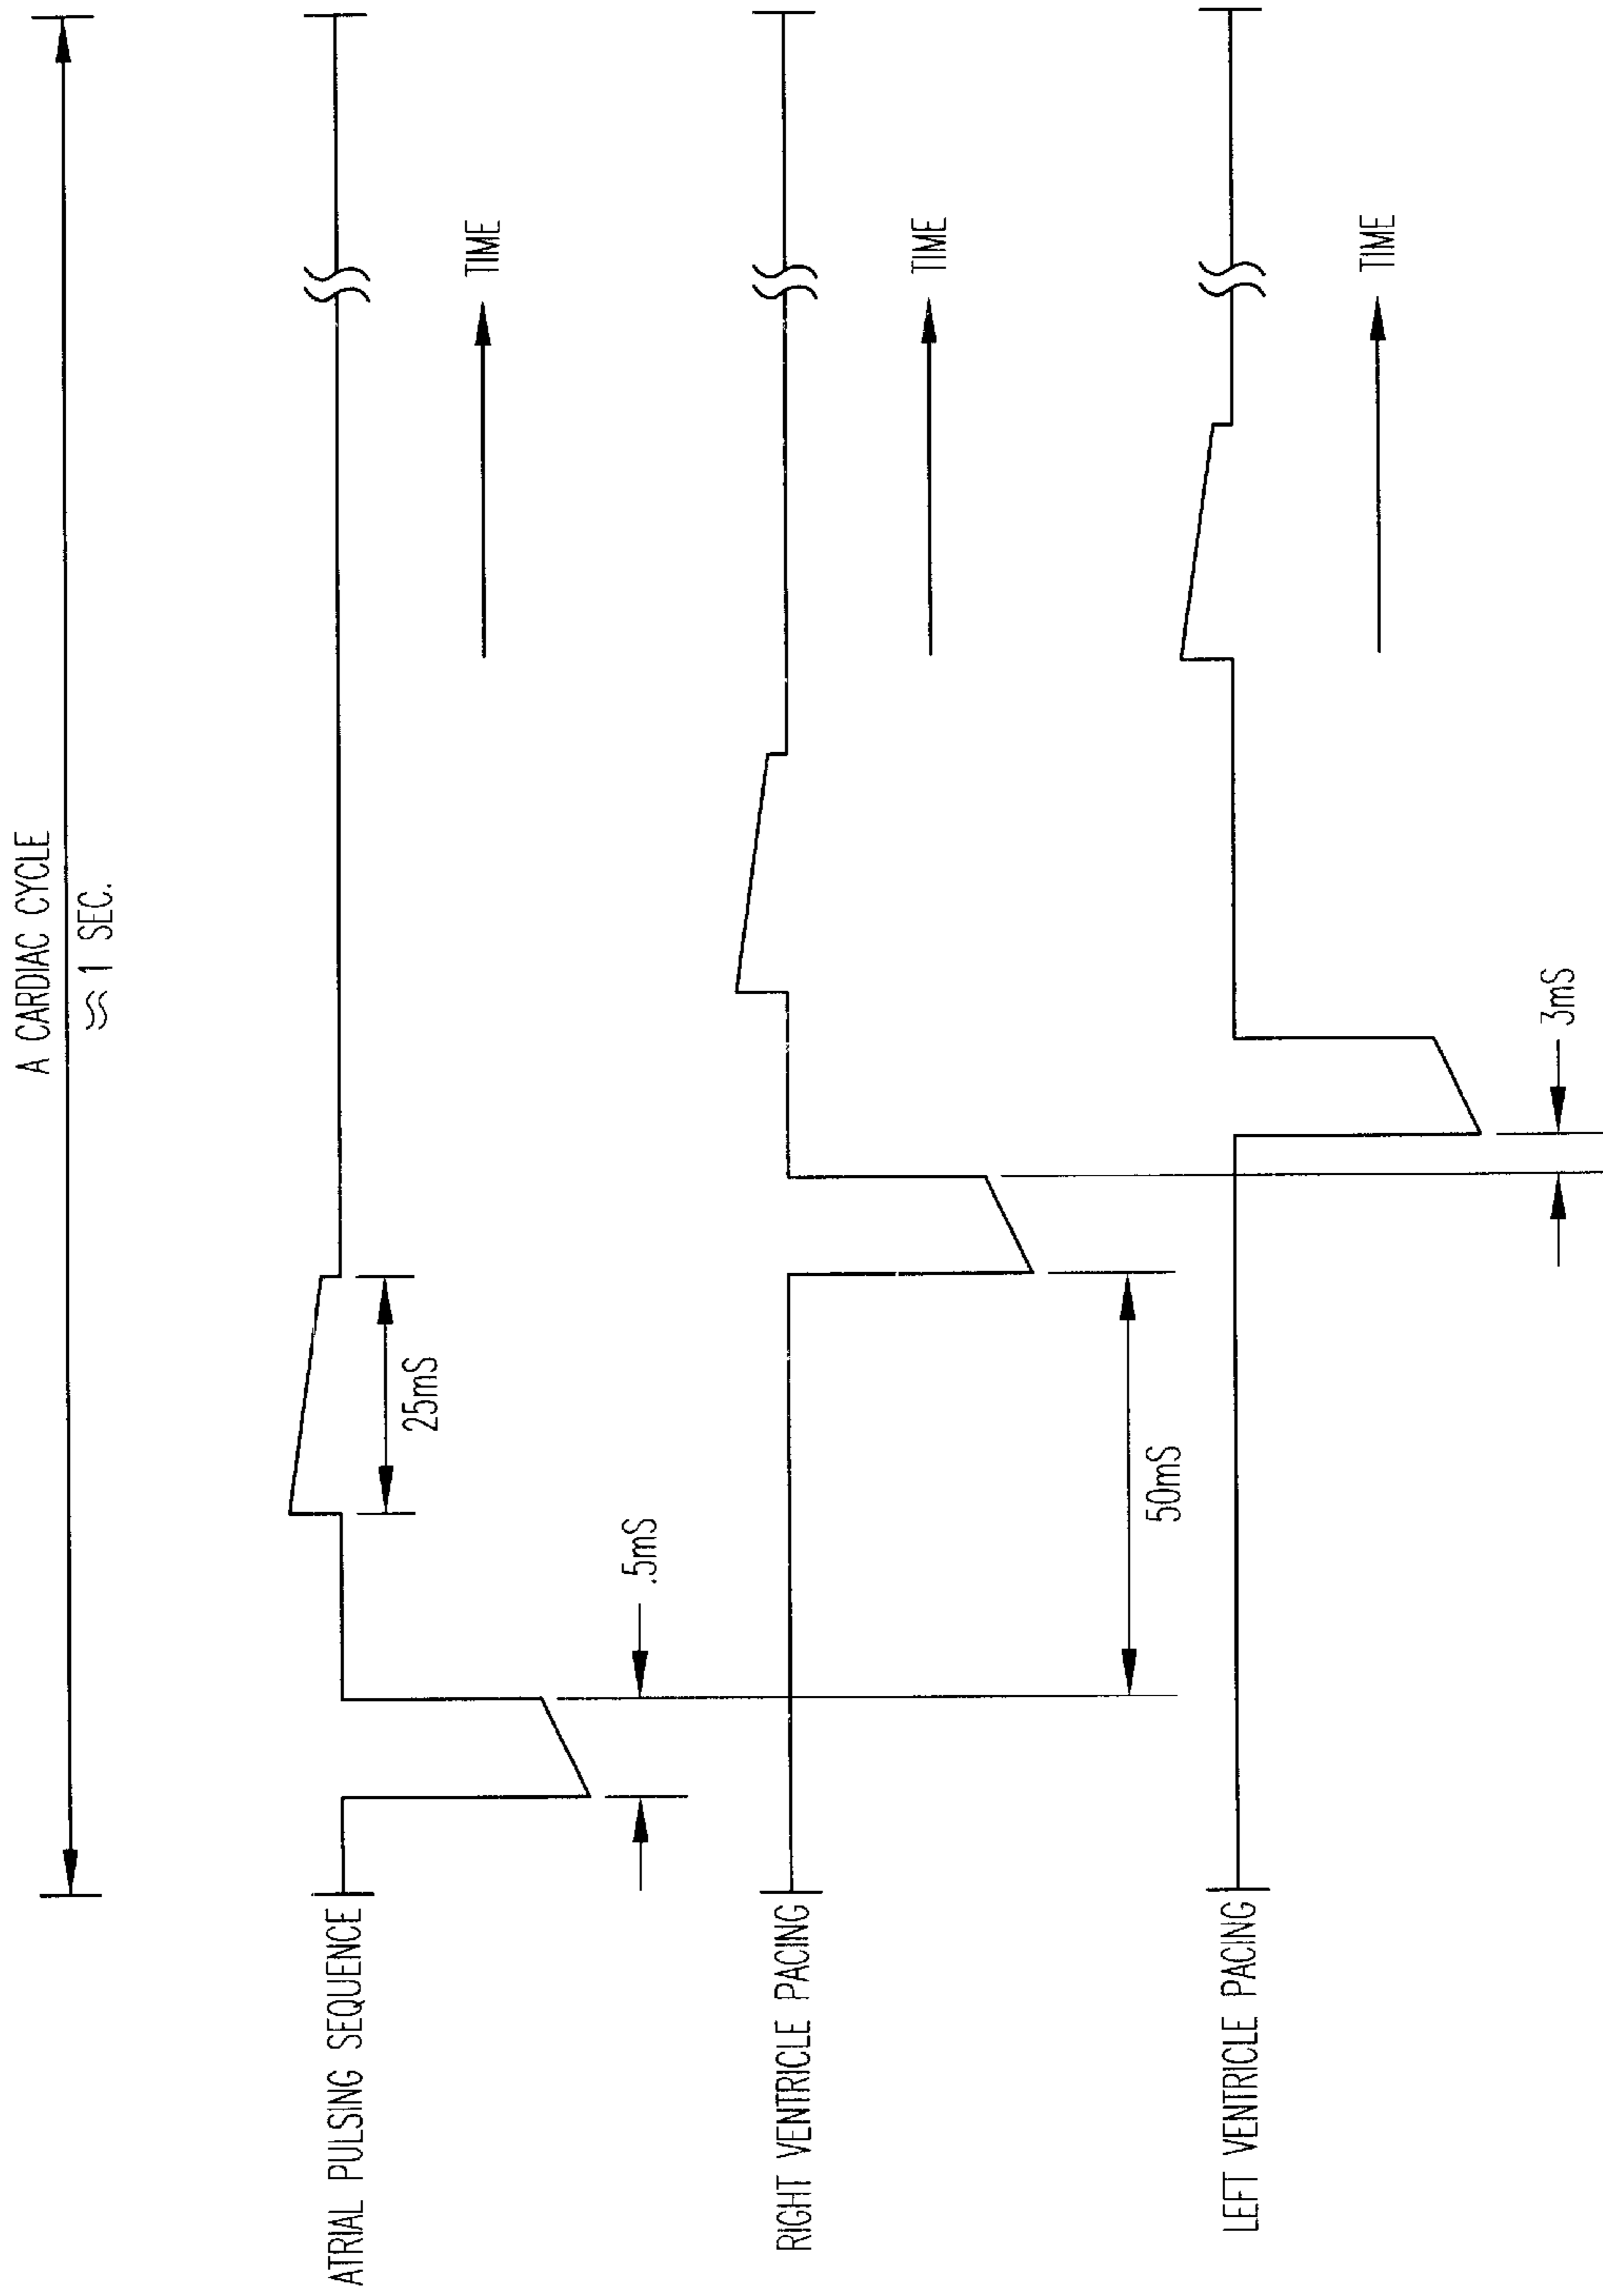 A CARDIAC CYCLE
≈ 1 SEC.
ATRIAL PULSING SEQUENCE
25mS
TIME
.5mS
RIGHT VENTRICLE PACING
TIME
50mS
LEFT VENTRICLE PACING
TIME
3mS